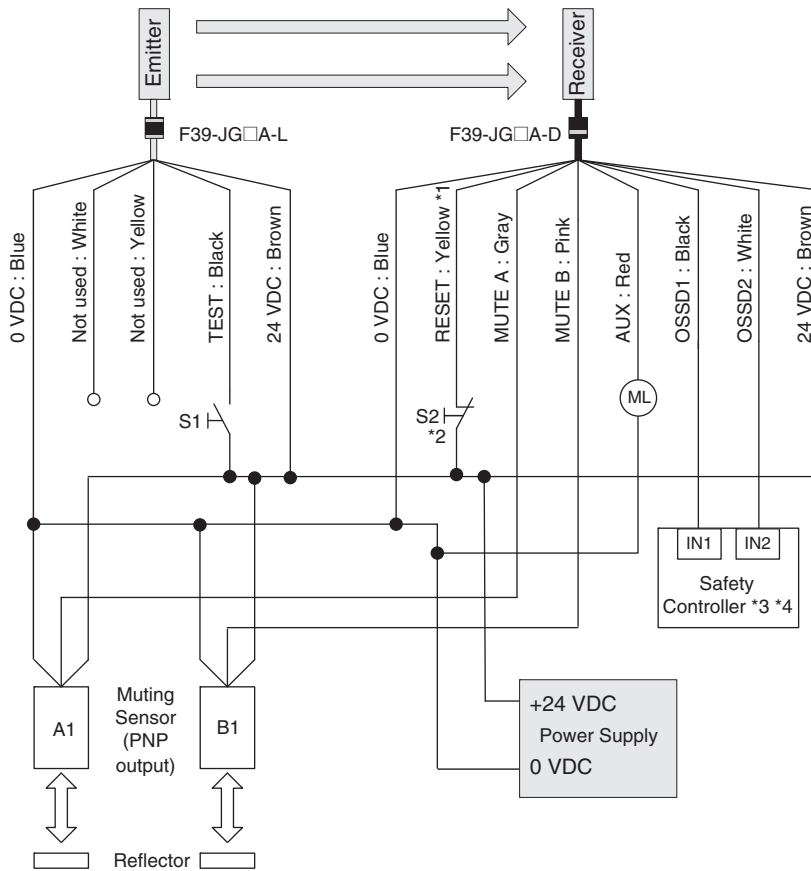 Emitter
Receiver
F39-JG□A-L
F39-JG□A-D
0 VDC : Blue
Not used : White
Not used : Yellow
TEST : Black
24 VDC : Brown
0 VDC : Blue
RESET : Yellow *1
MUTE A : Gray
MUTE B : Pink
AUX : Red
OSSD1 : Black
OSSD2 : White
24 VDC : Brown
S1
S2
*2
ML
IN1
IN2
Safety
Controller *3 *4
A1
Muting
Sensor
(PNP
output)
B1
+24 VDC
Power Supply
0 VDC
Reflector